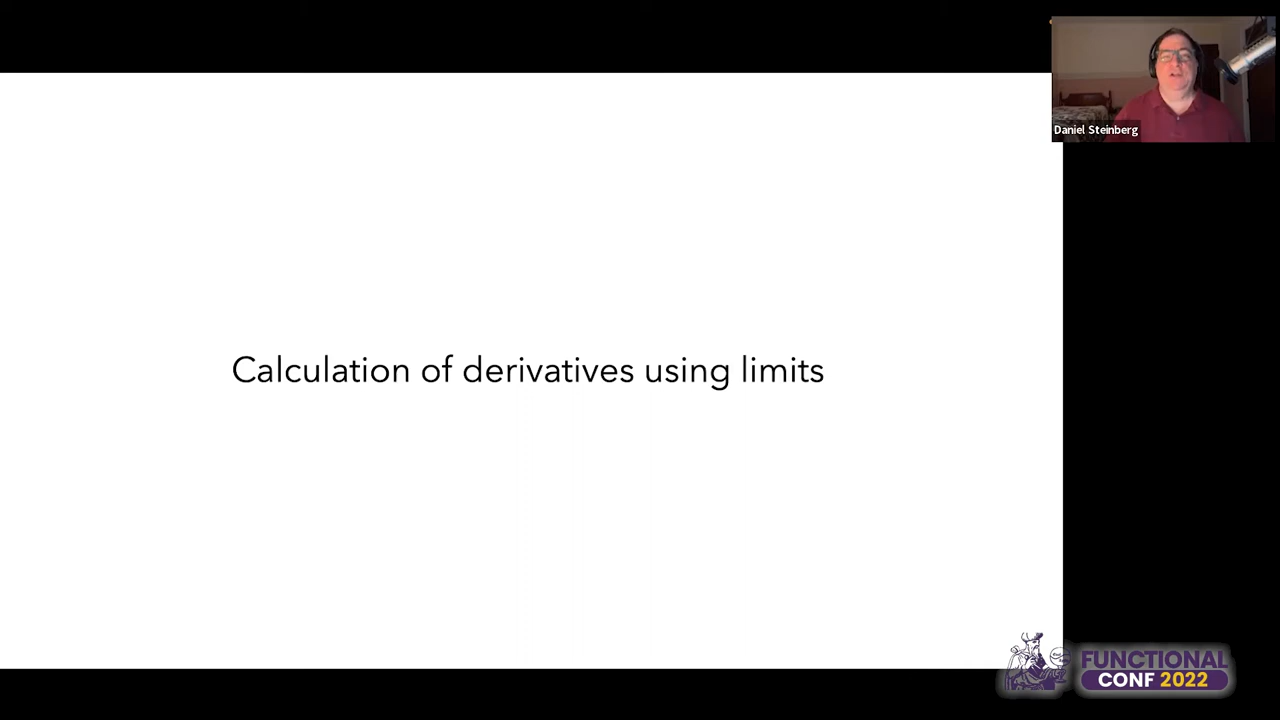 Daniel Steinberg
Calculation of derivatives using limits
FUNCTIONAL
CONF 2022